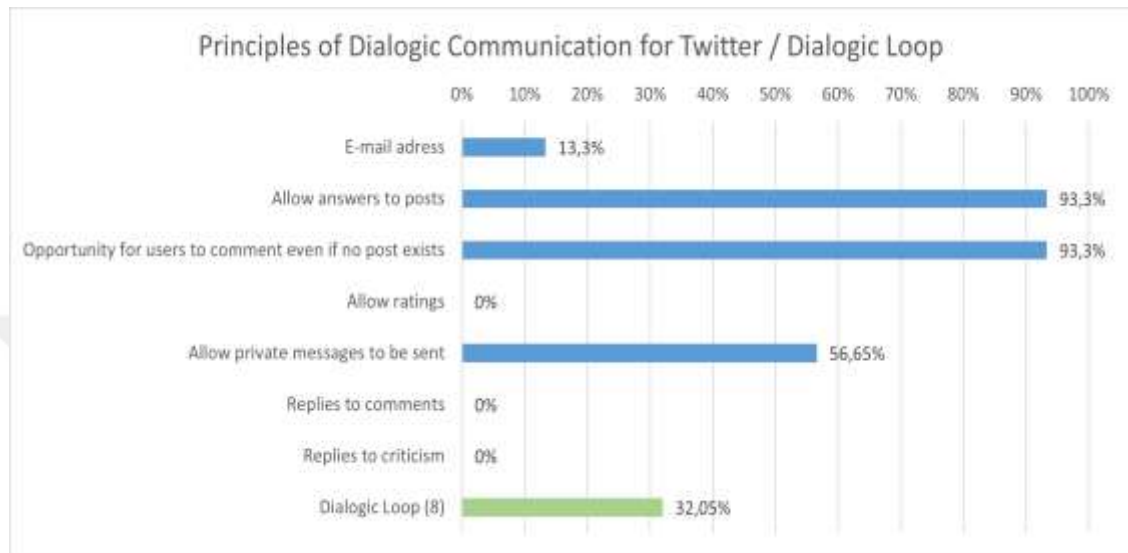 Principles of Dialogic Communication for Twitter / Dialogic Loop
0% 10% 20% 30% 40% 50% 60% 70% 80% 90% 100%
E-mail adress 13,3%
Allow answers to posts 93,3%
Opportunity for users to comment even if no post exists 93,3%
Allow ratings 0%
Allow private messages to be sent 56,65%
Replies to comments 0%
Replies to criticism 0%
Dialogic Loop (8) 32,05%